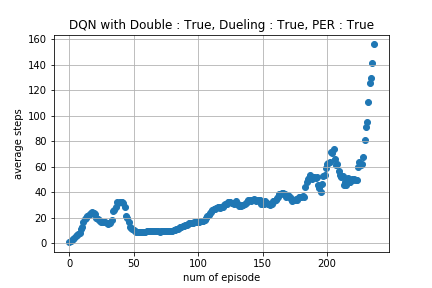 DQN with Double : True, Dueling : True, PER : True
160
140
120
100
80
60
40
20
0
average steps
0 50 100 150 200
num of episode